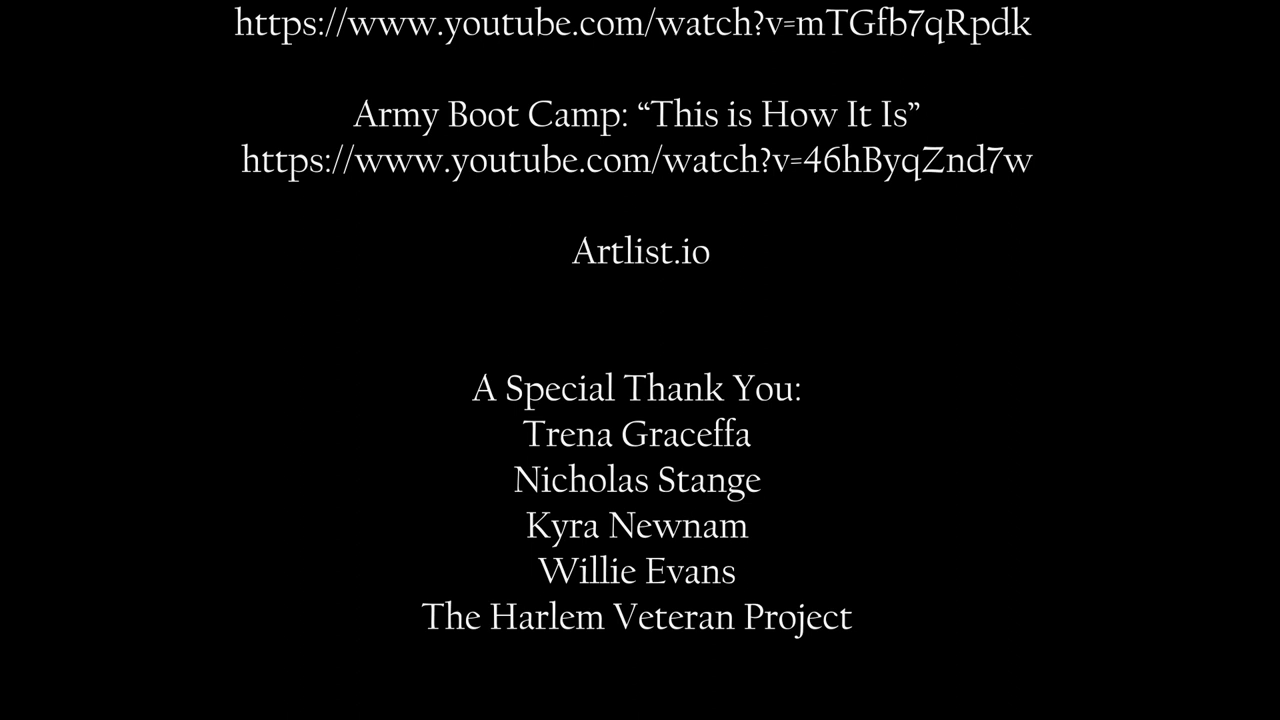 https://www.youtube.com/watch?v=mTGfb7qRpdk
Army Boot Camp: “This is How It Is”
https://www.youtube.com/watch?v=46hByqZnd7w
Artlist.io
A Special Thank You:
Trena Graceffa
Nicholas Stange
Kyra Newnam
Willie Evans
The Harlem Veteran Project